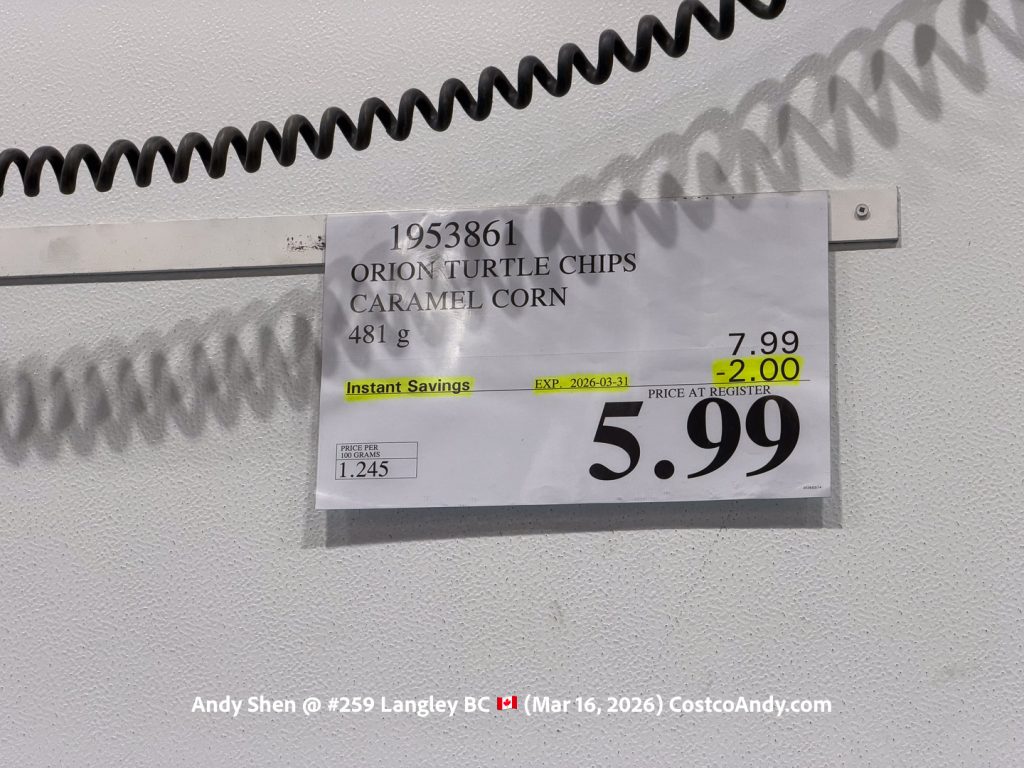 1953861
ORION TURTLE CHIPS
CARAMEL CORN
481 g
7.99
-2.00
Instant Savings
EXP. 2026-03-31
PRICE AT REGISTER
5.99
PRICE PER
100 GRAMS
1.245
Andy Shen @ #259 Langley BC 🇨🇦 (Mar 16, 2026) CostcoAndy.com